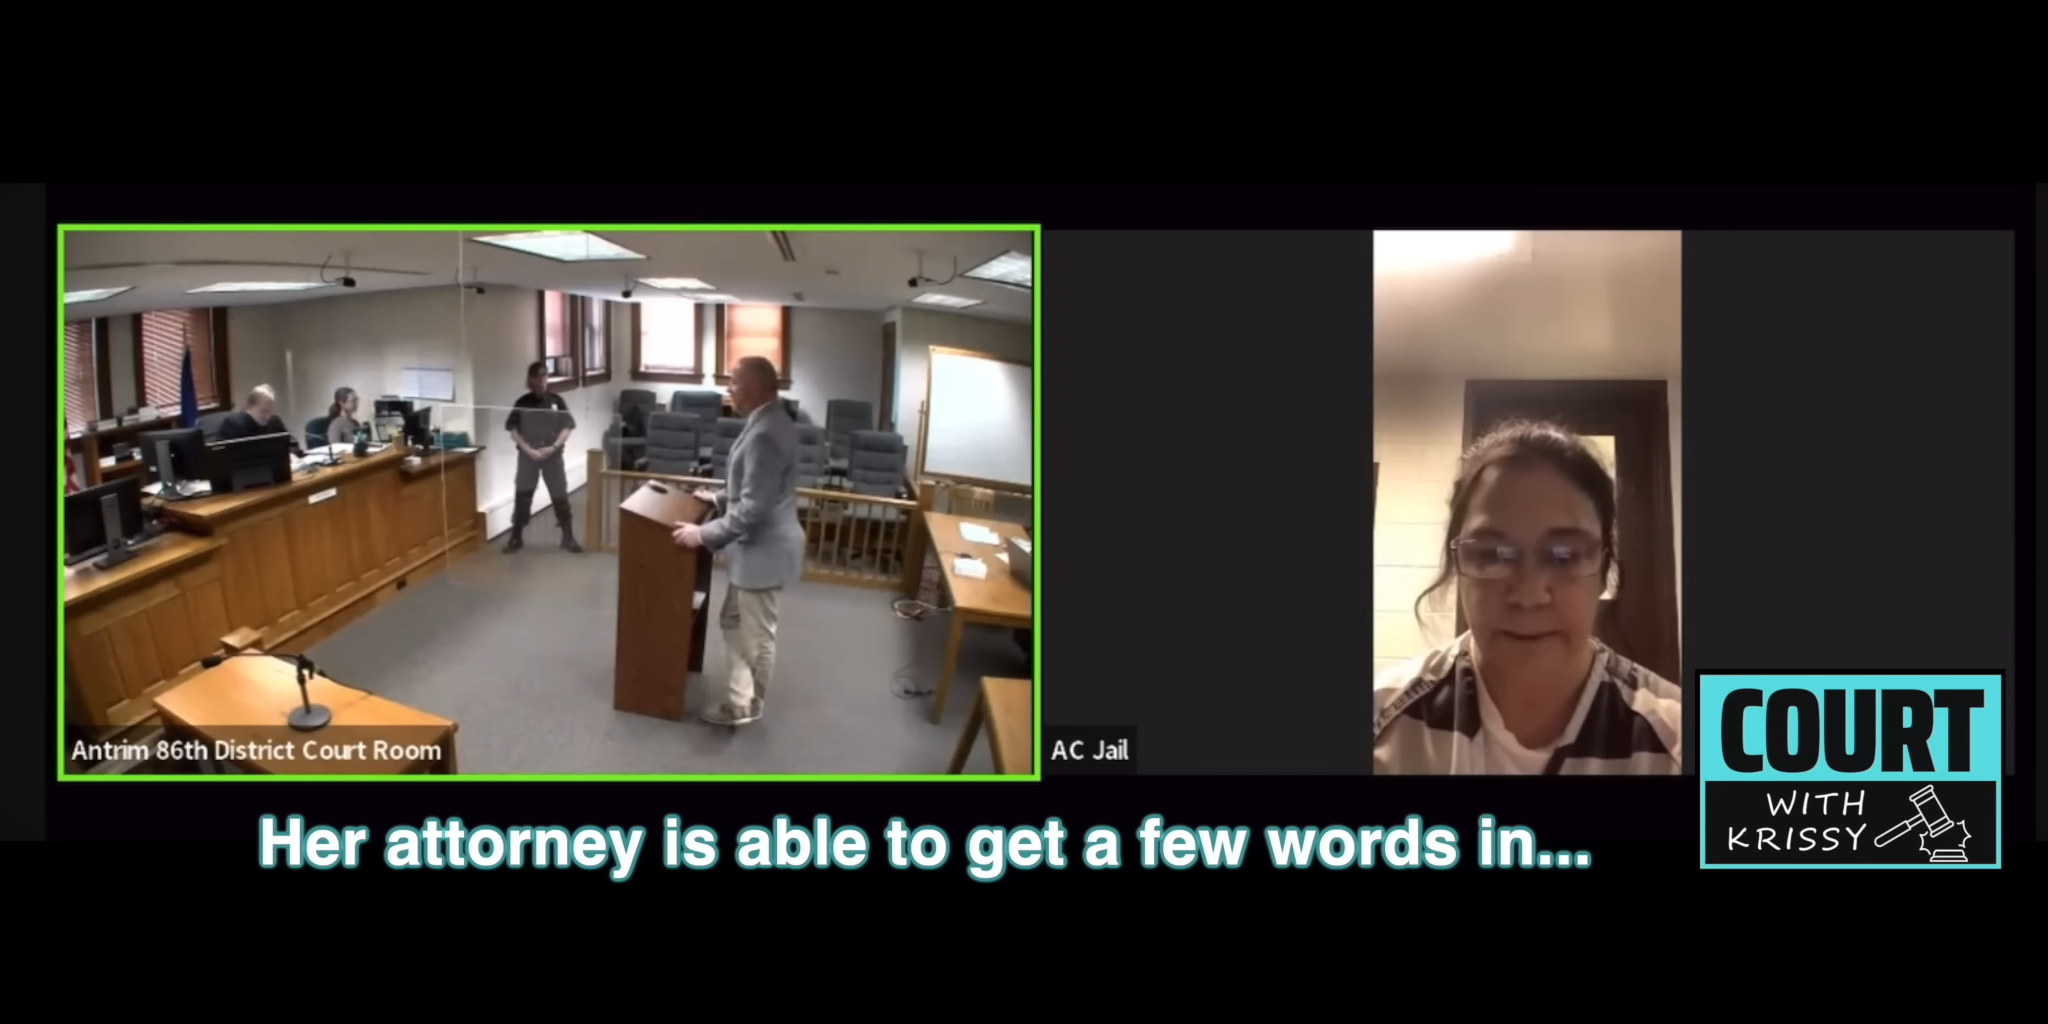 Antrim 86th District Court Room
AC Jail
Her attorney is able to get a few words in...
COURT
WITH
KRISSY